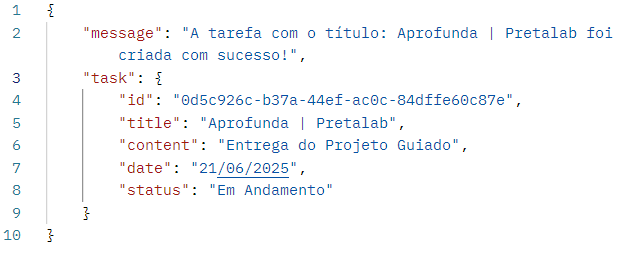 1 {
2 "message": "A tarefa com o título: Aprofunda | Pretalab foi
criada com sucesso!",
3 "task": {
4 "id": "0d5c926c-b37a-44ef-ac0c-84dffe60c87e",
5 "title": "Aprofunda | Pretalab",
6 "content": "Entrega do Projeto Guiado",
7 "date": "21/06/2025",
8 "status": "Em Andamento"
9 }
10 }